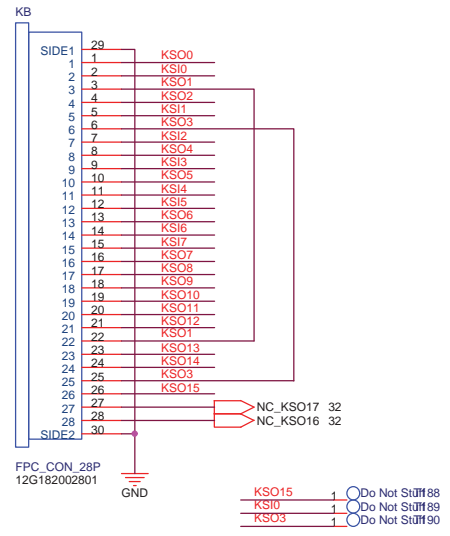 KB
SIDE1 29
1 1 KSO0
2 2 KSI0
3 3 KSO1
4 4 KSO2
5 5 KSI1
6 6 KSO3
7 7 KSI2
8 8 KSO4
9 9 KSI3
10 10 KSO5
11 11 KSI4
12 12 KSI5
13 13 KSO6
14 14 KSI6
15 15 KSI7
16 16 KSO7
17 17 KSO8
18 18 KSO9
19 19 KSO10
20 20 KSO11
21 21 KSO12
22 22 KSO1
23 23 KSO13
24 24 KSO14
25 25 KSO3
26 26 KSO15
27 27 NC_KSO17 32
28 28 NC_KSO16 32
SIDE2 30
FPC_CON_28P
12G182002801
GND
KSO15 1 Do Not Stuff
KSI0 1 Do Not Stuff
KSO3 1 Do Not Stuff